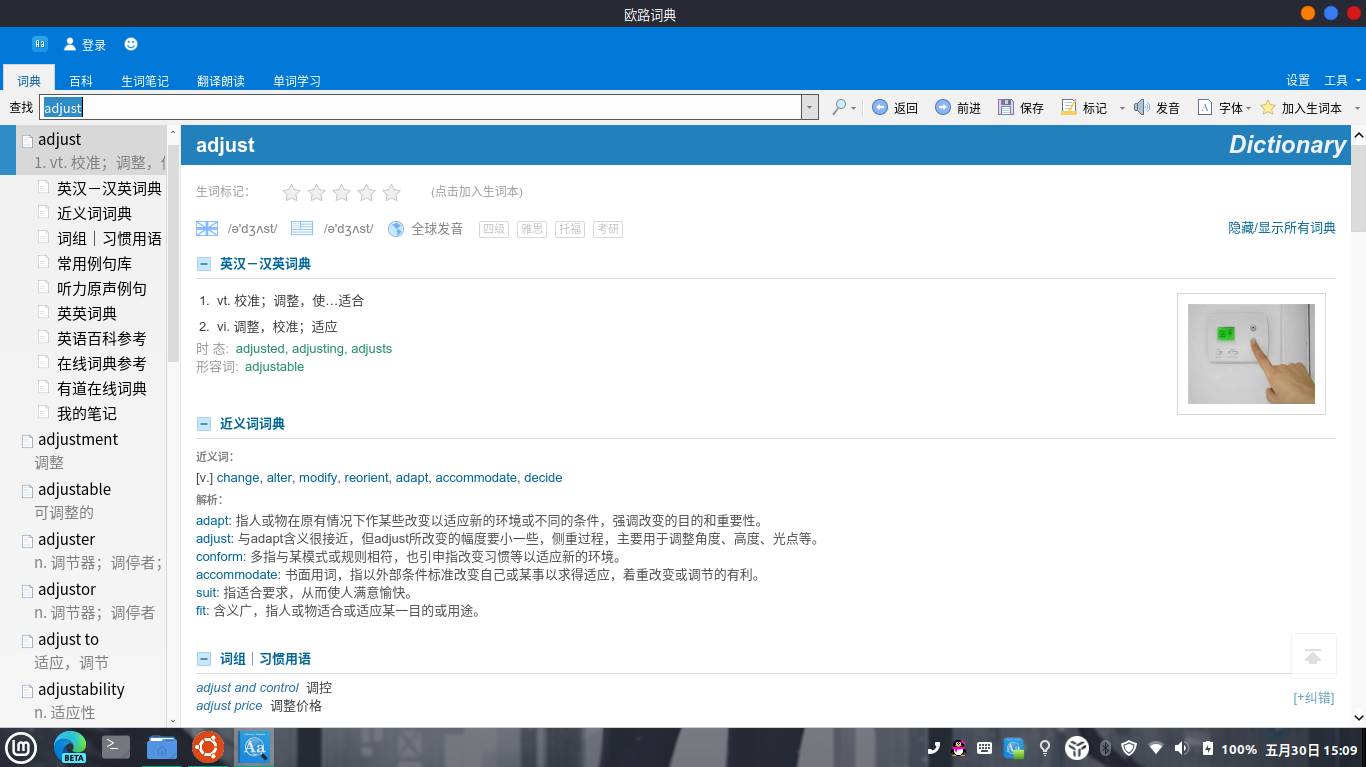 欧路词典
登录
词典 百科 生词笔记 翻译朗读 单词学习 设置 工具
查找 adjust 返回 前进 保存 标记 发音 字体 加入生词本
adjust
1. vt. 校准；调整，
英汉－汉英词典
近义词词典
词组｜习惯用语
常用例句库
听力原声例句
英英词典
英语百科参考
在线词典参考
有道在线词典
我的笔记
adjustment
调整
adjustable
可调整的
adjuster
n. 调节器；调停者；
adjustor
n. 调节器；调停者
adjust to
适应，调节
adjustability
n. 适应性
adjust Dictionary
生词标记： (点击加入生词本)
/ə'dʒʌst/ /ə'dʒʌst/ 全球发音 四级 雅思 托福 考研 隐藏/显示所有词典
英汉－汉英词典
1. vt. 校准；调整，使…适合
2. vi. 调整，校准；适应
时 态: adjusted, adjusting, adjusts
形容词: adjustable
近义词词典
近义词:
[v.] change, alter, modify, reorient, adapt, accommodate, decide
解析:
adapt: 指人或物在原有情况下作某些改变以适应新的环境或不同的条件，强调改变的目的和重要性。
adjust: 与adapt含义很接近，但adjust所改变的幅度要小一些，侧重过程，主要用于调整角度、高度、光点等。
conform: 多指与某模式或规则相符，也引申指改变习惯等以适应新的环境。
accommodate: 书面用词，指以外部条件标准改变自己或某事以求得适应，着重改变或调节的有利。
suit: 指适合要求，从而使人满意愉快。
fit: 含义广，指人或物适合或适应某一目的或用途。
词组｜习惯用语
adjust and control 调控
adjust price 调整价格
[+纠错]
BETA Aa 100% 五月30日 15:09